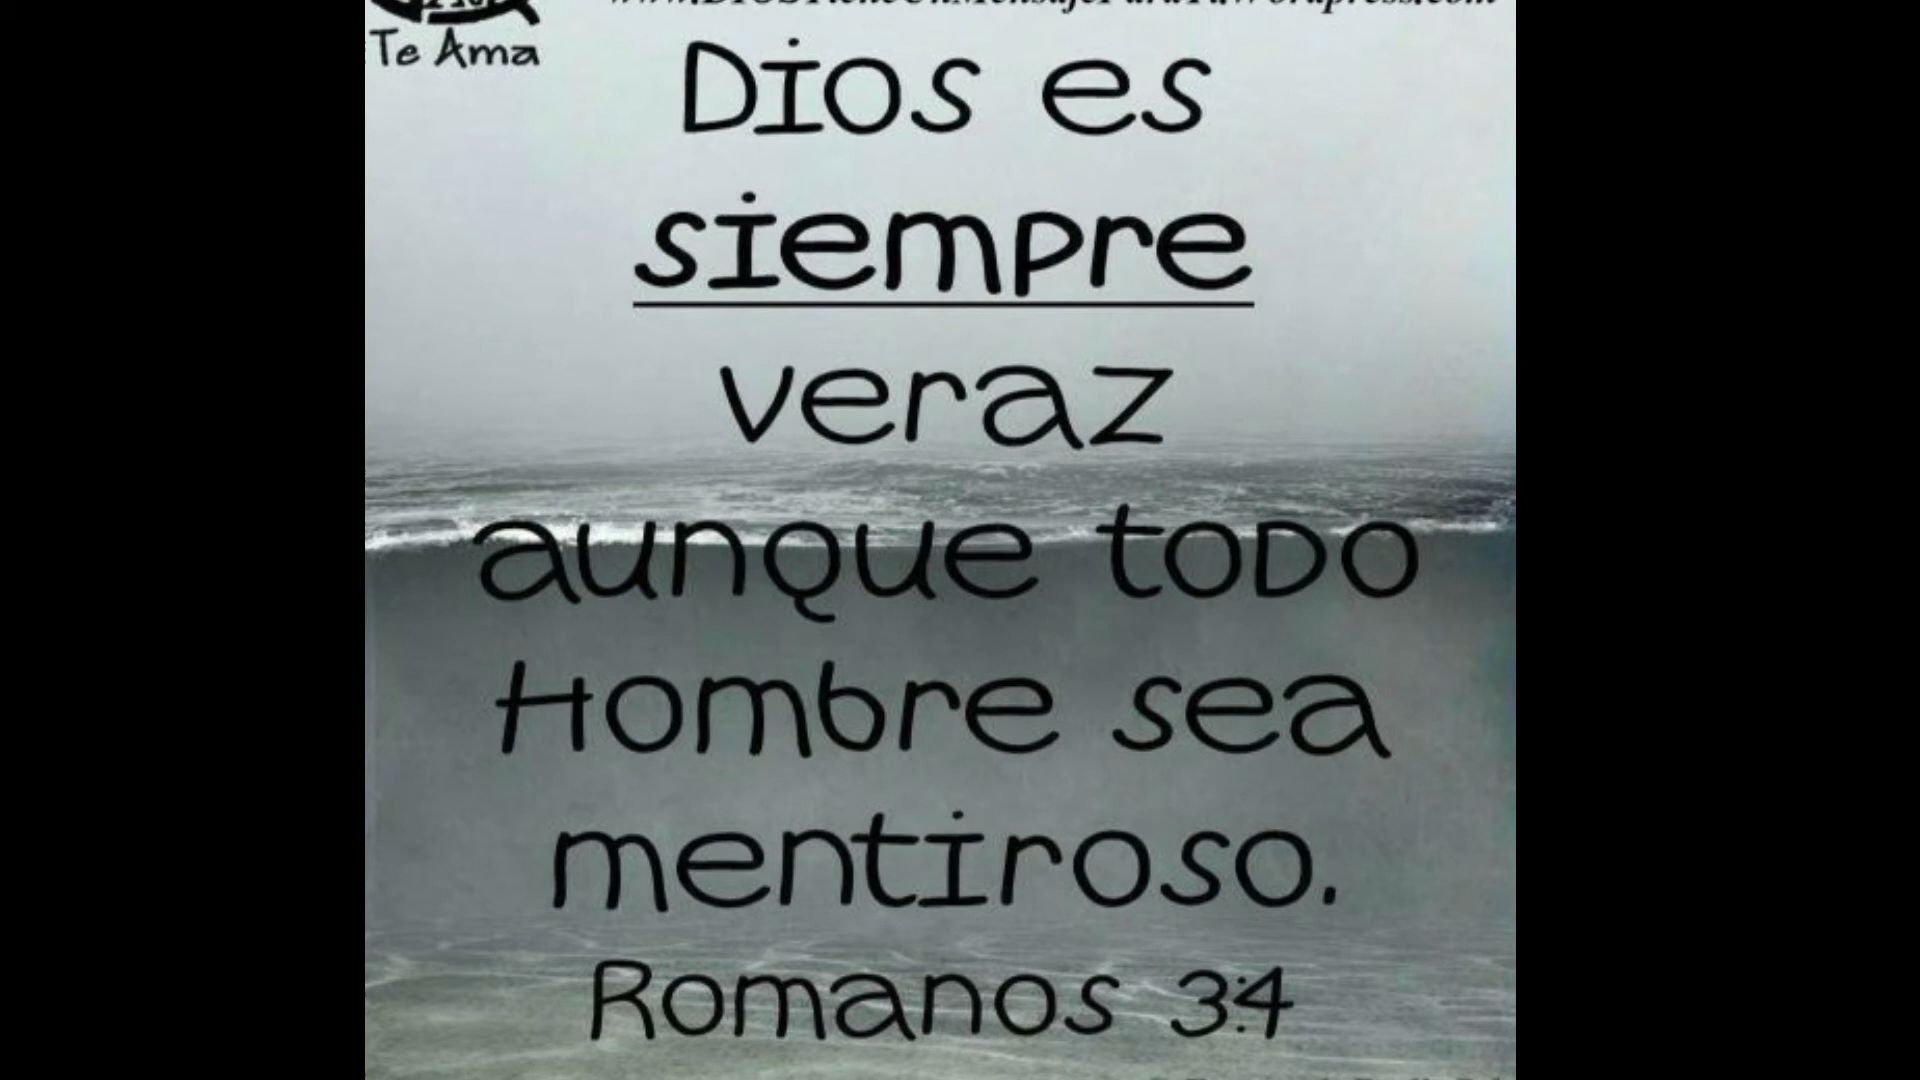 Te Ama
Dios es
siempre
veraz
aunque todo
Hombre sea
mentiroso.
Romanos 3:4